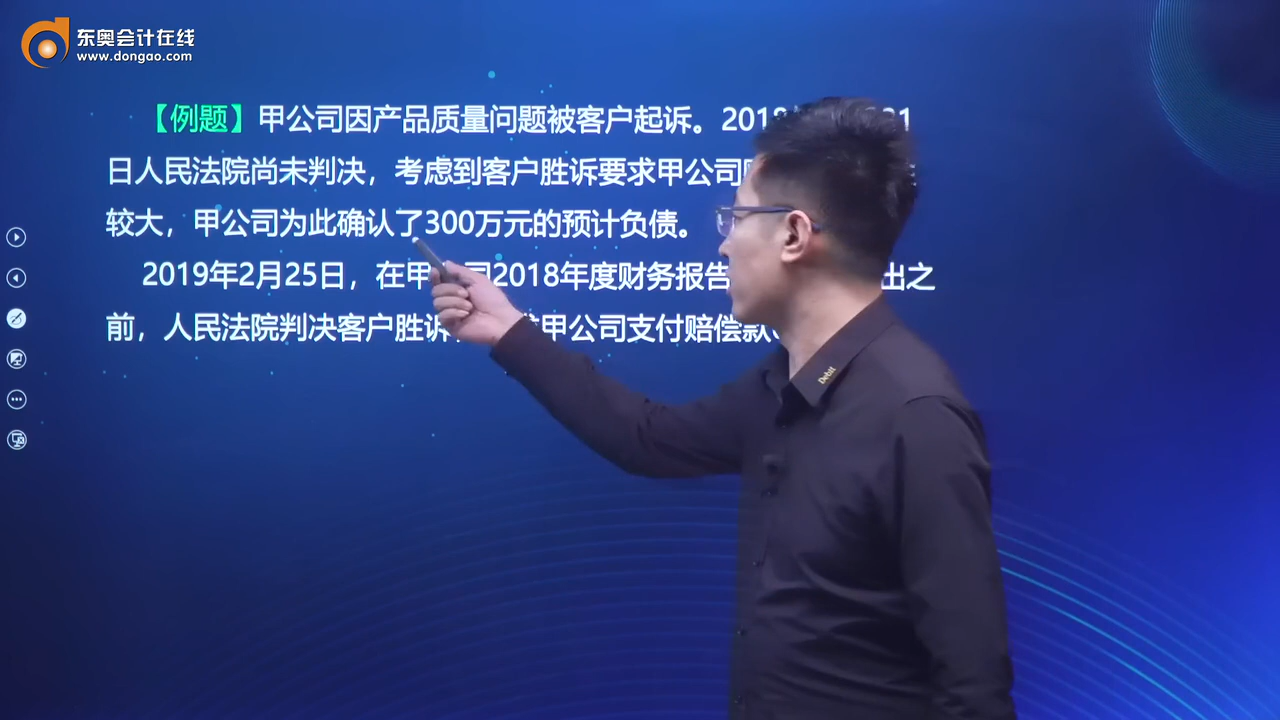 东奥会计在线
www.dongao.com
【例题】甲公司因产品质量问题被客户起诉。2018
日人民法院尚未判决，考虑到客户胜诉要求甲公司
较大，甲公司为此确认了300万元的预计负债。
2019年2月25日，在甲 司2018年度财务报告 出之
前，人民法院判决客户胜诉 甲公司支付赔偿款
Debit